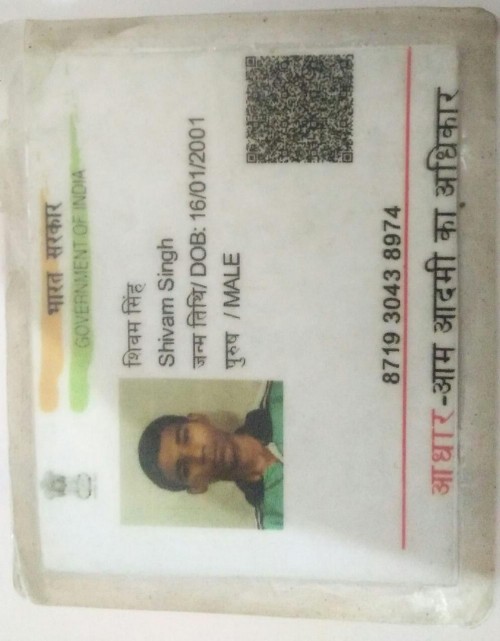 भारत सरकार
GOVERNMENT OF INDIA
शिवम सिंह
Shivam Singh
जन्म तिथि/ DOB: 16/01/2001
पुरुष / MALE
8719 3043 8974
आधार-आम आदमी का अधिकार